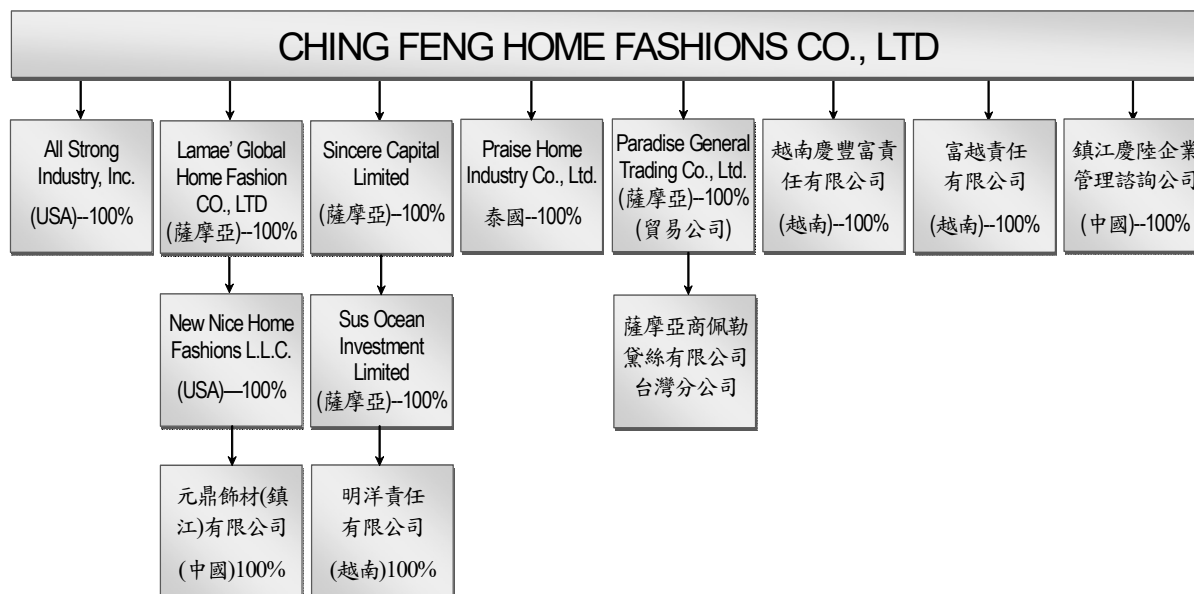 CHING FENG HOME FASHIONS CO., LTD
All Strong
Industry, Inc.
(USA)--100%
Lamae' Global
Home Fashion
CO., LTD
(薩摩亞)--100%
Sincere Capital
Limited
(薩摩亞)--100%
Praise Home
Industry Co., Ltd.
泰國--100%
Paradise General
Trading Co., Ltd.
(薩摩亞)--100%
(貿易公司)
越南慶豐富責
任有限公司
(越南)--100%
富越責任
有限公司
(越南)--100%
鎮江慶陸企業
管理諮詢公司
(中國)--100%
New Nice Home
Fashions L.L.C.
(USA)—100%
Sus Ocean
Investment
Limited
(薩摩亞)--100%
薩摩亞商佩勒
黛絲有限公司
台灣分公司
元鼎飾材(鎮
江)有限公司
(中國)100%
明洋責任
有限公司
(越南)100%